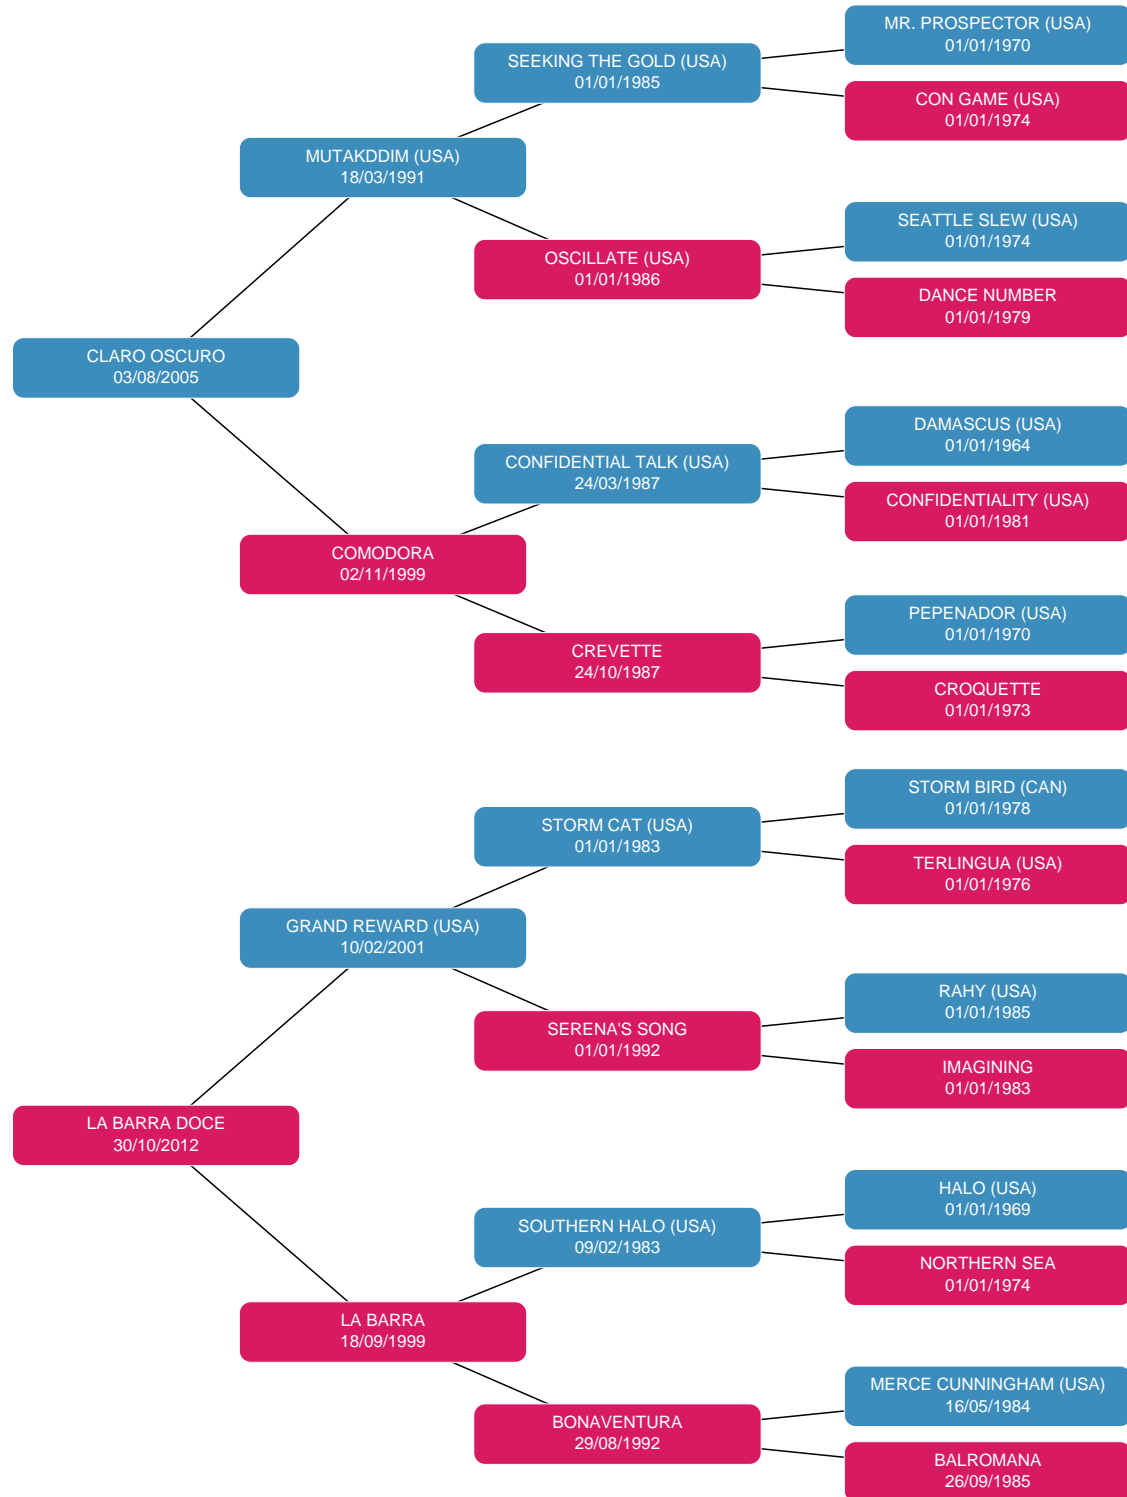 MR. PROSPECTOR (USA)
01/01/1970
SEEKING THE GOLD (USA)
01/01/1985
CON GAME (USA)
01/01/1974
MUTAKDDIM (USA)
18/03/1991
SEATTLE SLEW (USA)
01/01/1974
OSCILLATE (USA)
01/01/1986
DANCE NUMBER
01/01/1979
CLARO OSCURO
03/08/2005
DAMASCUS (USA)
01/01/1964
CONFIDENTIAL TALK (USA)
24/03/1987
CONFIDENTIALITY (USA)
01/01/1981
COMODORA
02/11/1999
PEPENADOR (USA)
01/01/1970
CREVETTE
24/10/1987
CROQUETTE
01/01/1973
STORM BIRD (CAN)
01/01/1978
STORM CAT (USA)
01/01/1983
TERLINGUA (USA)
01/01/1976
GRAND REWARD (USA)
10/02/2001
RAHY (USA)
01/01/1985
SERENA'S SONG
01/01/1992
IMAGINING
01/01/1983
LA BARRA DOCE
30/10/2012
HALO (USA)
01/01/1969
SOUTHERN HALO (USA)
09/02/1983
NORTHERN SEA
01/01/1974
LA BARRA
18/09/1999
MERCE CUNNINGHAM (USA)
16/05/1984
BONAVENTURA
29/08/1992
BALROMANA
26/09/1985